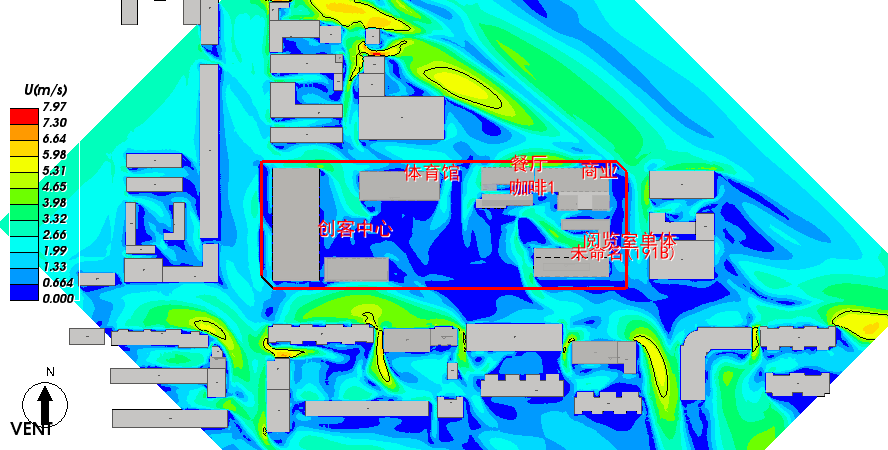 U(m/s)
7.97
7.30
6.64
5.98
5.31
4.65
3.98
3.32
2.66
1.99
1.33
0.664
0.000
体育馆
餐厅
商业
咖啡1
创客中心
阅览室单体
未命名(191B)
N
VENT